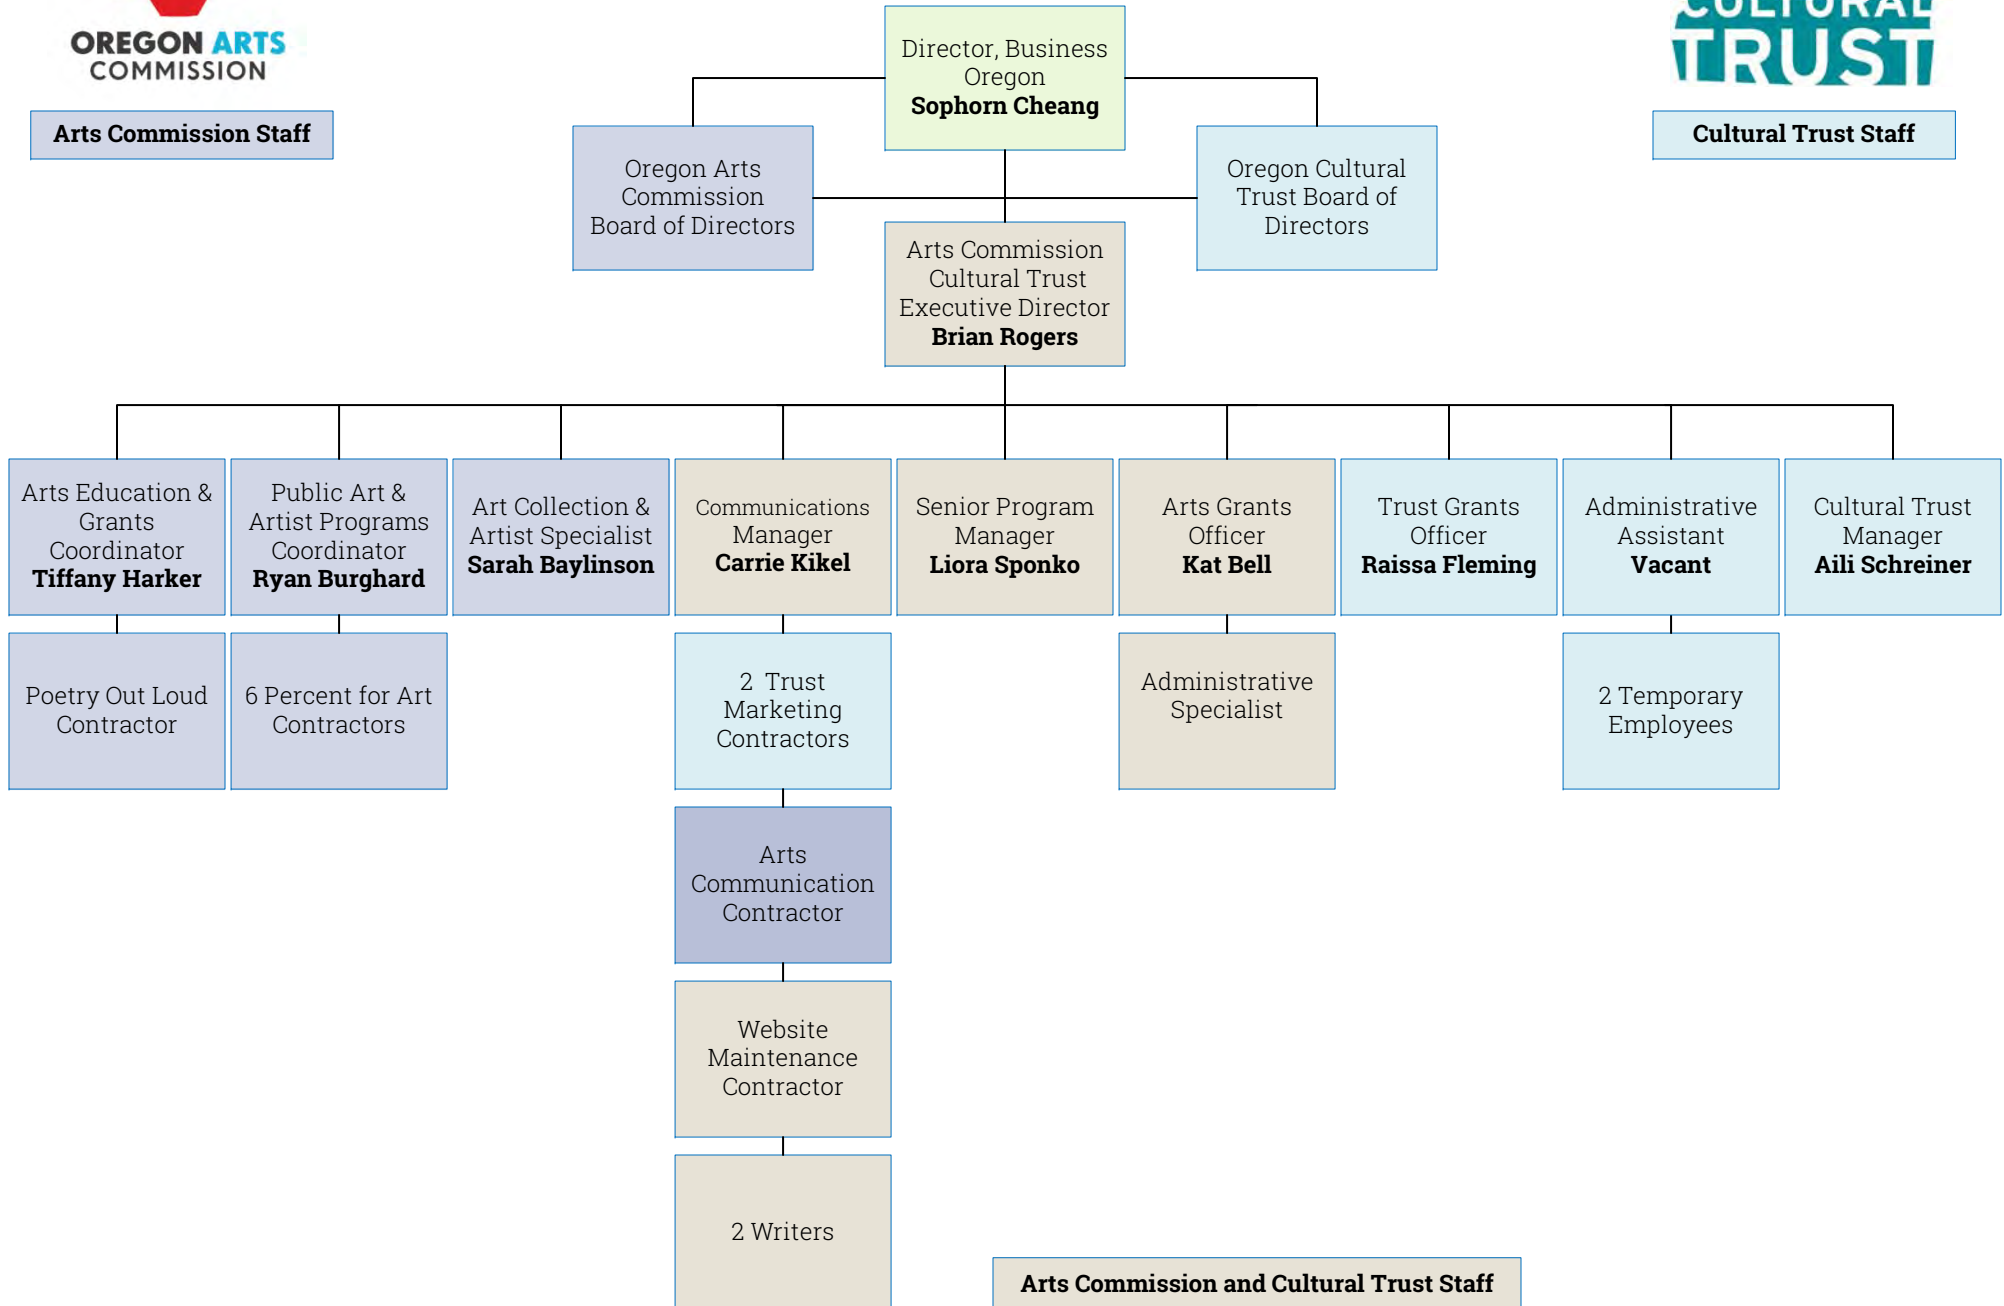 OREGON ARTS
COMMISSION
CULTURAL
TRUST
Arts Commission Staff
Cultural Trust Staff
Director, Business
Oregon
Sophorn Cheang
Oregon Arts
Commission
Board of Directors
Oregon Cultural
Trust Board of
Directors
Arts Commission
Cultural Trust
Executive Director
Brian Rogers
Arts Education &
Grants
Coordinator
Tiffany Harker
Public Art &
Artist Programs
Coordinator
Ryan Burghard
Art Collection &
Artist Specialist
Sarah Baylinson
Communications
Manager
Carrie Kikel
Senior Program
Manager
Liora Sponko
Arts Grants
Officer
Kat Bell
Trust Grants
Officer
Raissa Fleming
Administrative
Assistant
Vacant
Cultural Trust
Manager
Aili Schreiner
Poetry Out Loud
Contractor
6 Percent for Art
Contractors
2 Trust
Marketing
Contractors
Administrative
Specialist
2 Temporary
Employees
Arts
Communication
Contractor
Website
Maintenance
Contractor
2 Writers
Arts Commission and Cultural Trust Staff